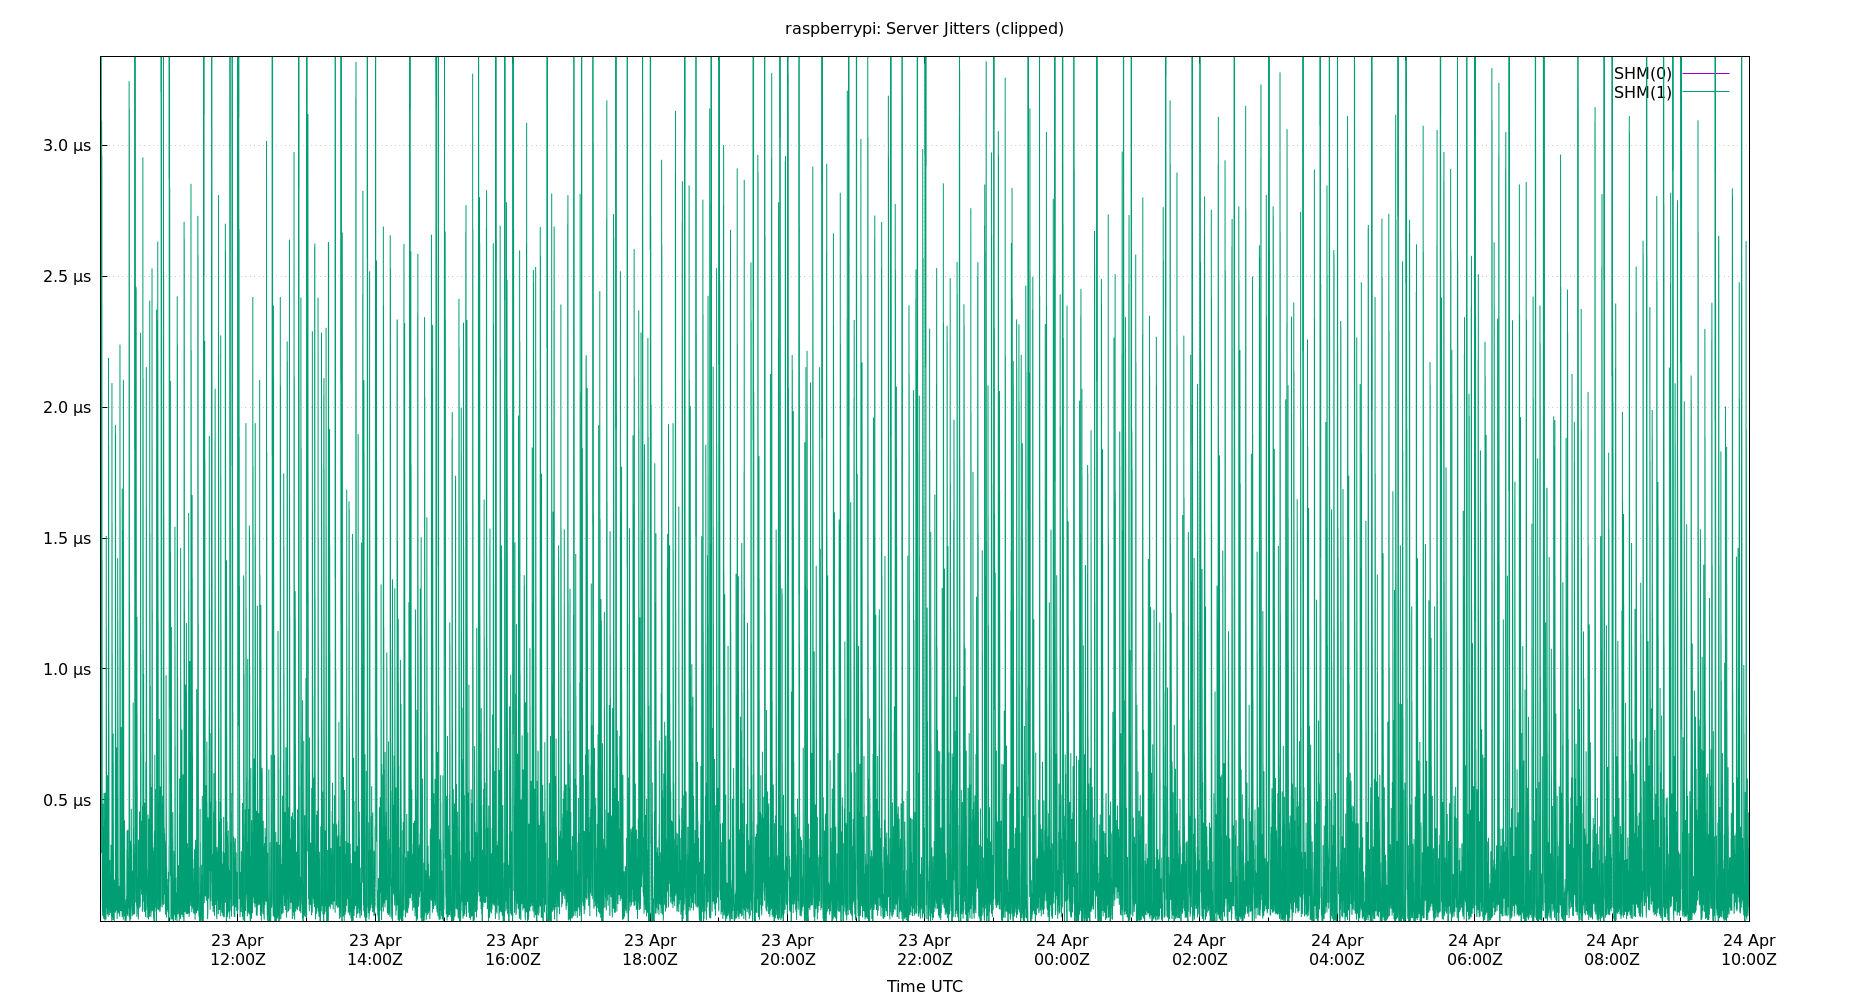 raspberrypi: Server Jitters (clipped)
SHM(0)
SHM(1)
3.0 µs
2.5 µs
2.0 µs
1.5 µs
1.0 µs
0.5 µs
23 Apr 23 Apr 23 Apr 23 Apr 23 Apr 23 Apr 24 Apr 24 Apr 24 Apr 24 Apr 24 Apr 24 Apr
12:00Z 14:00Z 16:00Z 18:00Z 20:00Z 22:00Z 00:00Z 02:00Z 04:00Z 06:00Z 08:00Z 10:00Z
Time UTC